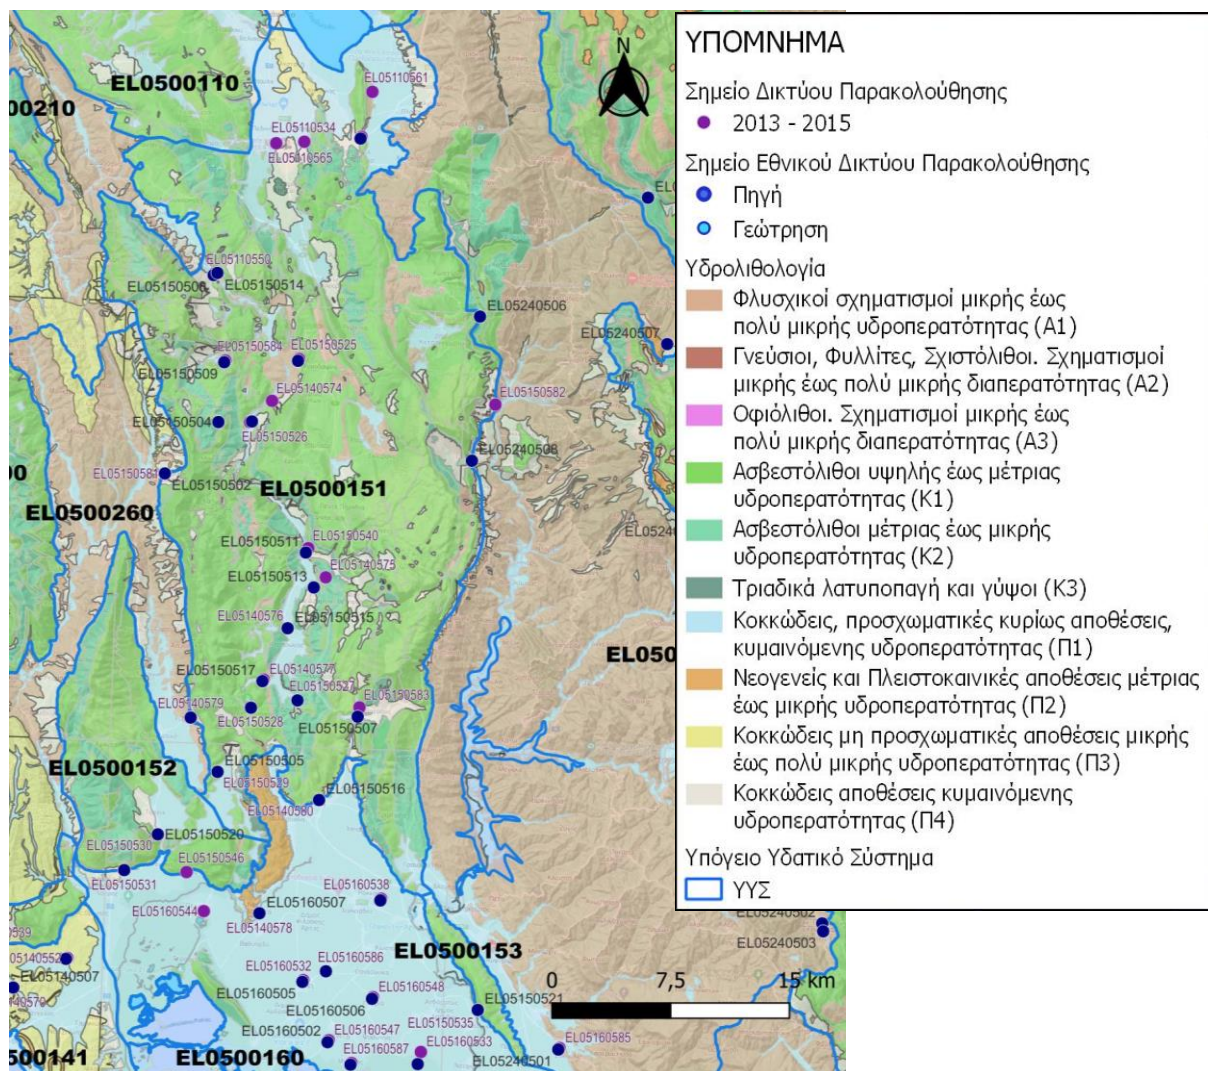 ΥΠΟΜΝΗΜΑ
Σημείο Δικτύου Παρακολούθησης
2013 - 2015
Σημείο Εθνικού Δικτύου Παρακολούθησης
Πηγή
Γεώτρηση
Υδρολιθολογία
Φλυσχικοί σχηματισμοί μικρής έως
πολύ μικρής υδροπερατότητας (Α1)
Γνεύσιοι, Φυλλίτες, Σχιστόλιθοι. Σχηματισμοί
μικρής έως πολύ μικρής διαπερατότητας (Α2)
Οφιόλιθοι. Σχηματισμοί μικρής έως
πολύ μικρής διαπερατότητας (Α3)
Ασβεστόλιθοι υψηλής έως μέτριας
υδροπερατότητας (Κ1)
Ασβεστόλιθοι μέτριας έως μικρής
υδροπερατότητας (Κ2)
Τριαδικά λατυποπαγή και γύψοι (Κ3)
Κοκκώδεις, προσχωματικές κυρίως αποθέσεις,
κυμαινόμενης υδροπερατότητας (Π1)
Νεογενείς και Πλειστοκαινικές αποθέσεις μέτριας
έως μικρής υδροπερατότητας (Π2)
Κοκκώδεις μη προσχωματικές αποθέσεις μικρής
έως πολύ μικρής υδροπερατότητας (Π3)
Κοκκώδεις αποθέσεις κυμαινόμενης
υδροπερατότητας (Π4)
Υπόγειο Υδατικό Σύστημα
ΥΥΣ
N
EL0500110
EL05110561
00210
EL05110534
EL05110565
EL05110550
EL05150506
EL05150514
EL05240506
EL05240507
EL05150584
EL05150525
EL05150509
EL05140574
EL05150582
EL05150504
EL05150526
EL05240508
EL05150581
EL05150502
EL0500151
00
EL0500260
EL05150511
EL05150540
EL05140575
EL05150513
EL05140576
EL05150515
EL0500
EL05150517
EL05140577
EL05150527
EL05150583
EL05140579
EL05150528
EL05150507
EL0500152
EL05150505
EL05150529
EL05150516
EL05140580
EL05150520
EL05150530
EL05150546
EL05150531
EL05160538
EL05160544
EL05160507
EL05140578
EL05240502
EL05240503
0539
EL0500153
05140552
EL05140507
EL05160586
EL05160532
EL05160505
EL05160548
EL05160506
0 7,5 15 km
EL05150521
EL05160502
EL05160547
EL05150535
EL05160533
EL05160587
EL05160585
EL05240501
500141
EL0500160